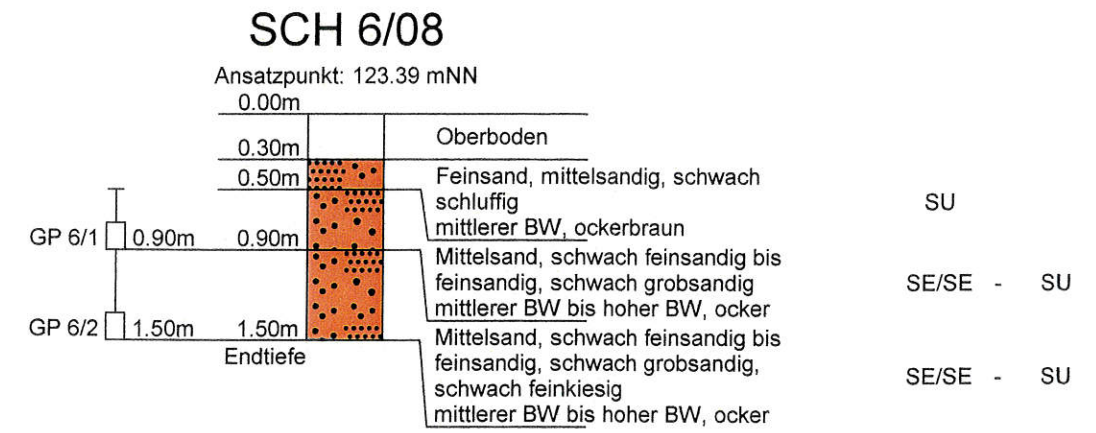 SCH 6/08
Ansatzpunkt: 123.39 mNN
0.00m
Oberboden
0.30m
0.50m
Feinsand, mittelsandig, schwach
schluffig
mittlerer BW, ockerbraun
SU
GP 6/1 0.90m 0.90m
Mittelsand, schwach feinsandig bis
feinsandig, schwach grobsandig
mittlerer BW bis hoher BW, ocker
SE/SE - SU
GP 6/2 1.50m 1.50m
Endtiefe
Mittelsand, schwach feinsandig bis
feinsandig, schwach grobsandig,
schwach feinkiesig
mittlerer BW bis hoher BW, ocker
SE/SE - SU